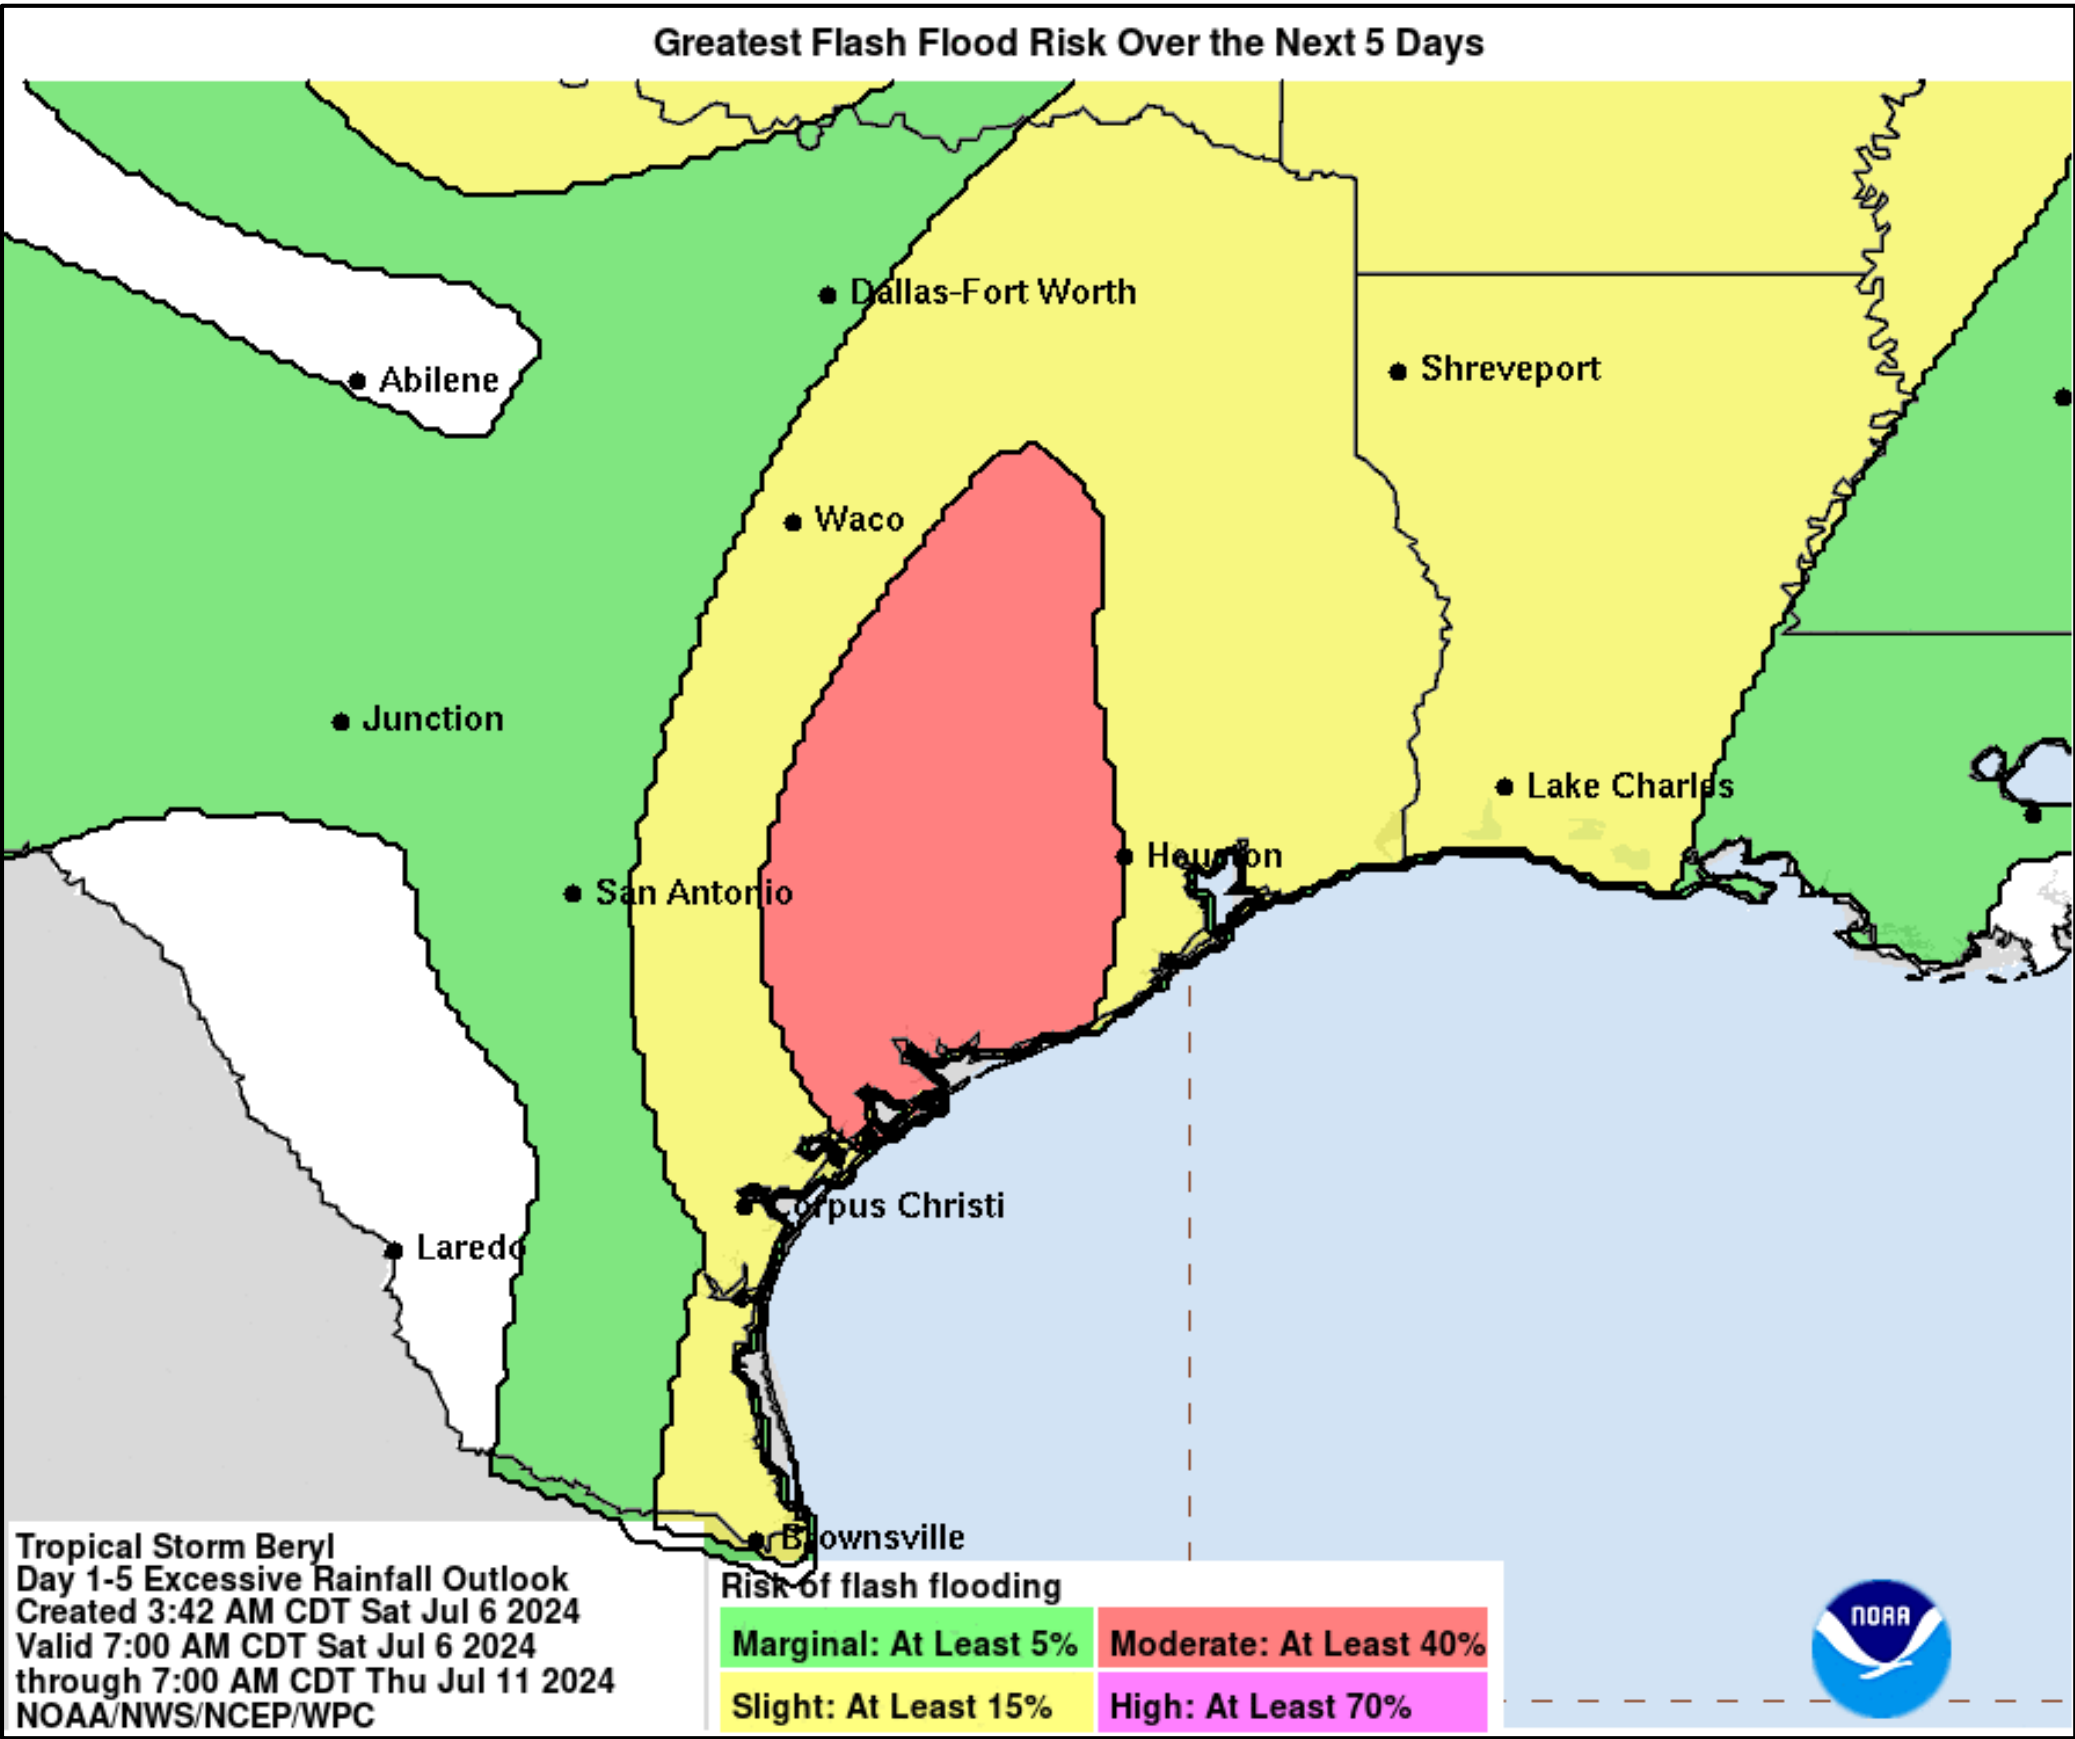 Greatest Flash Flood Risk Over the Next 5 Days
Dallas-Fort Worth
Abilene
Shreveport
Waco
Junction
Lake Charles
Houston
San Antonio
Corpus Christi
Laredo
Brownsville
Tropical Storm Beryl
Day 1-5 Excessive Rainfall Outlook
Created 3:42 AM CDT Sat Jul 6 2024
Valid 7:00 AM CDT Sat Jul 6 2024
through 7:00 AM CDT Thu Jul 11 2024
NOAA/NWS/NCEP/WPC
Risk of flash flooding
Marginal: At Least 5%
Moderate: At Least 40%
Slight: At Least 15%
High: At Least 70%
NOAA